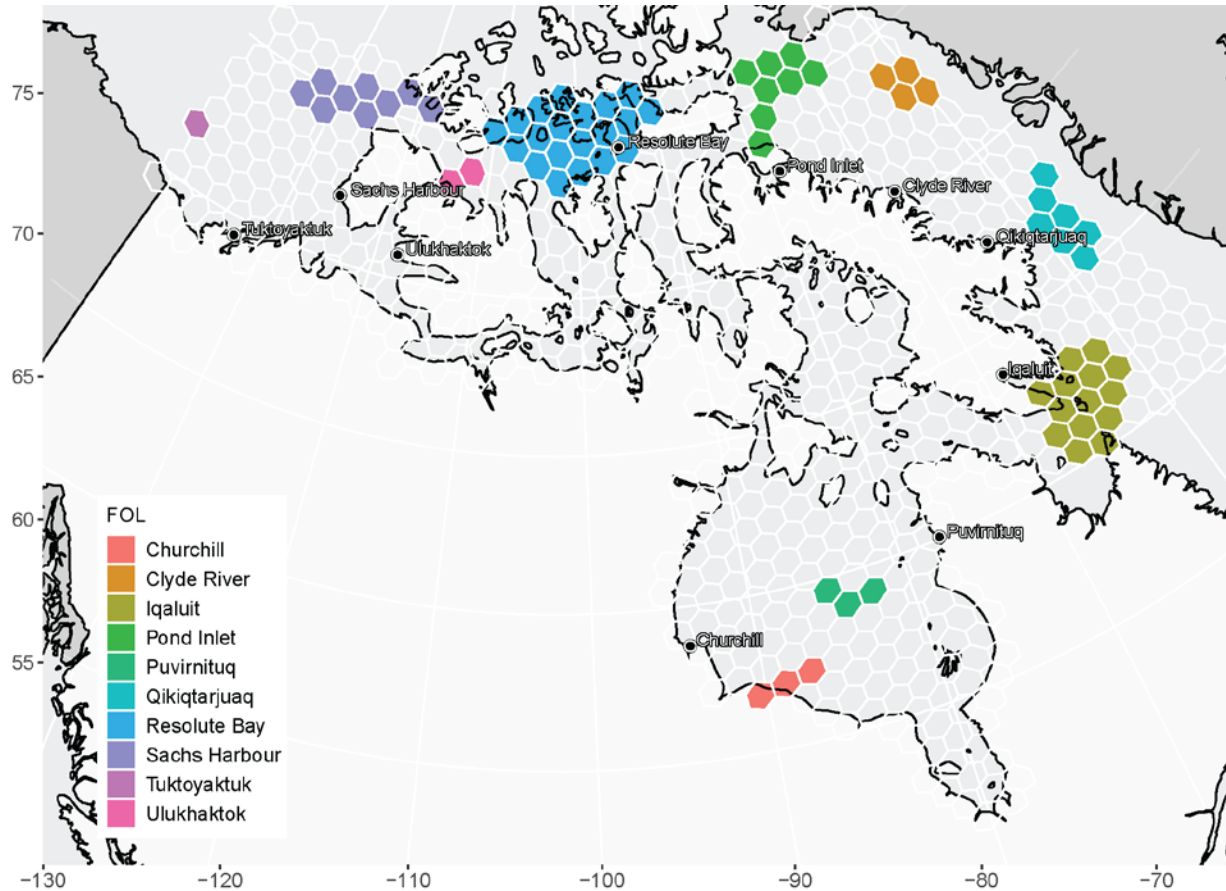 75
70
65
60
55
Resolute Bay
Pond Inlet
Clyde River
Sachs Harbour
Tuktoyaktuk
Ulukhaktok
Qikiqtarjuaq
Iqaluit
Puvirnituq
Churchill
FOL
Churchill
Clyde River
Iqaluit
Pond Inlet
Puvirnituq
Qikiqtarjuaq
Resolute Bay
Sachs Harbour
Tuktoyaktuk
Ulukhaktok
−130 −120 −110 −100 −90 −80 −70